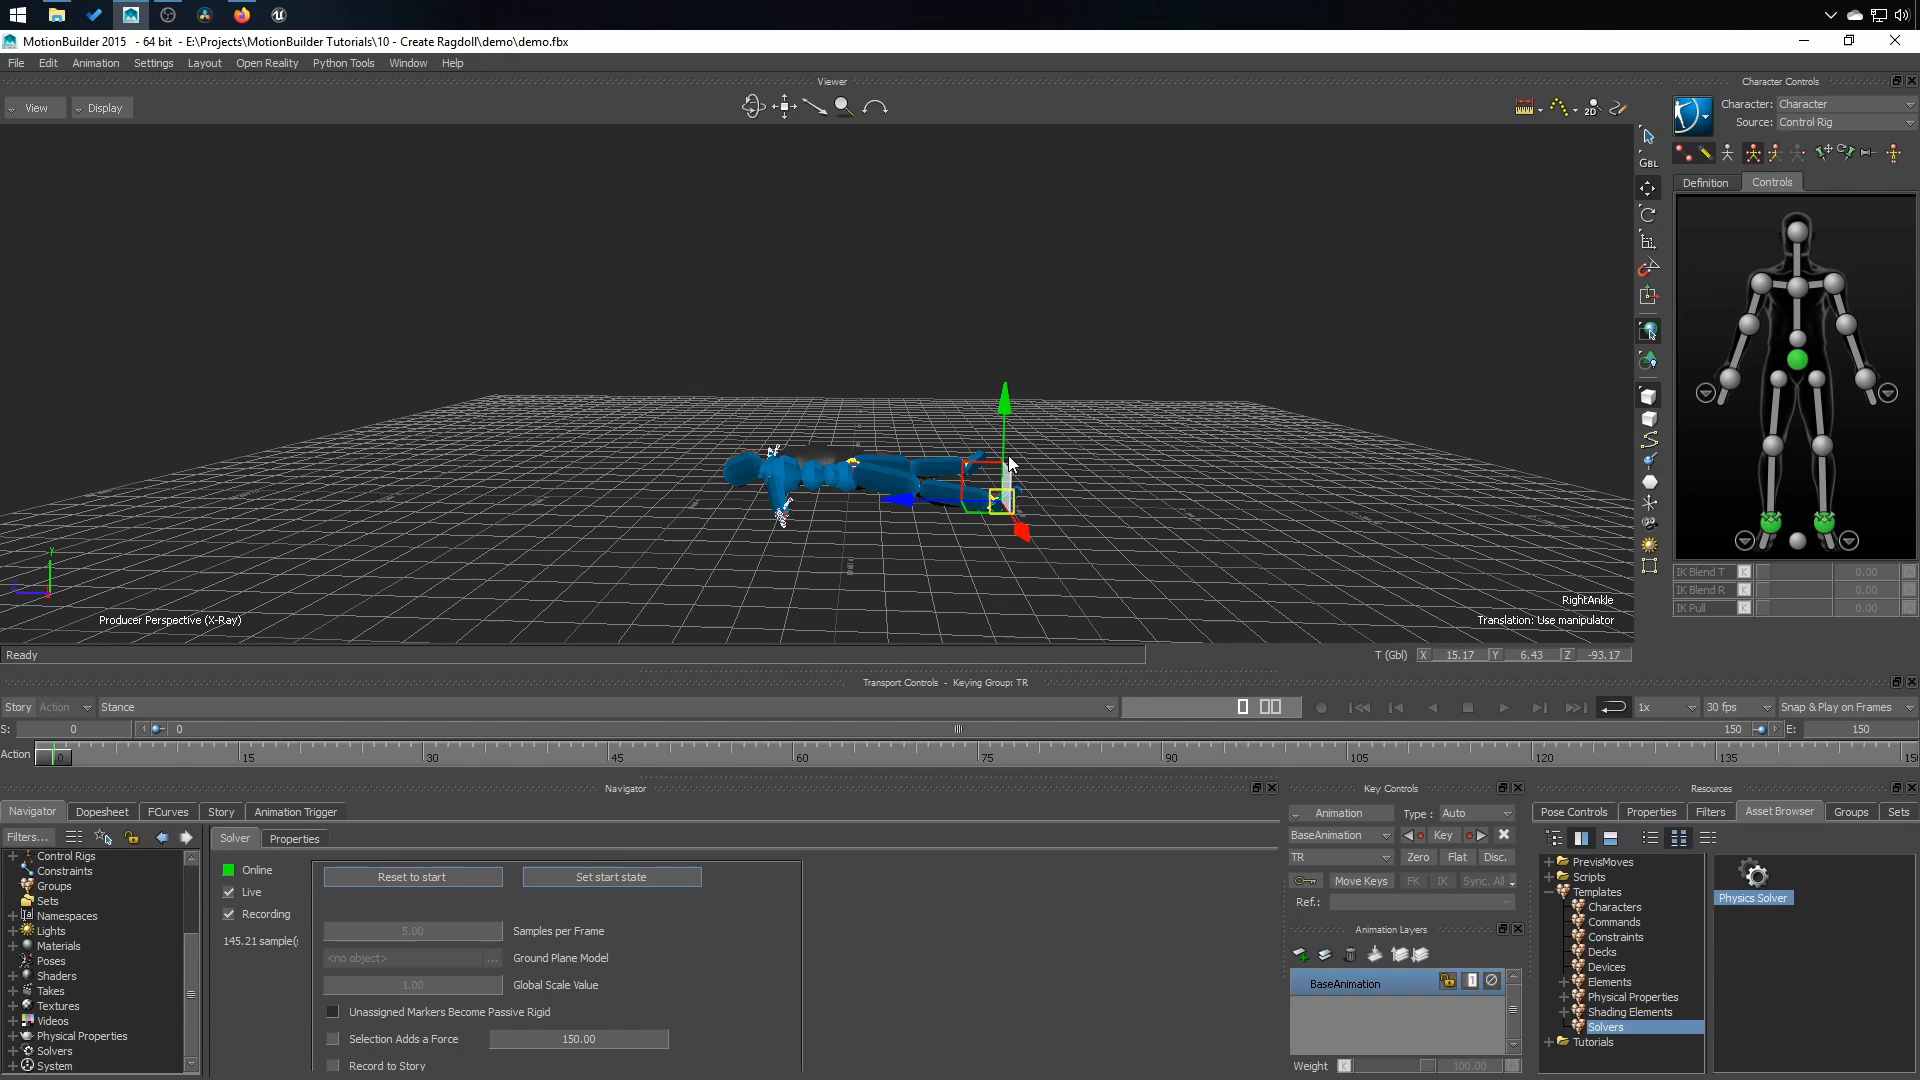 MotionBuilder 2015 - 64 bit - E:\Projects\MotionBuilder Tutorials\10 - Create Ragdoll\demo\demo.fbx
File Edit Animation Settings Layout Open Reality Python Tools Window Help
Viewer
Character Controls
View Display
2D
Character: Character
Source: Control Rig
GBL
Definition Controls
IK Blend T K 0.00 A
IK Blend R K 0.00 A
IK Pull K 0.00 A
Y
Producer Perspective (X-Ray)
RightAnkle
Translation: Use manipulator
Ready
T (Gbl) X 15.17 Y 6.43 Z -93.17
Transport Controls - Keying Group: TR
Story Action Stance
1x 30 fps Snap & Play on Frames
S: 0 0 150 E: 150
Action 0 15 30 45 60 75 90 105 120 135 150
Navigator
Navigator Dopesheet FCurves Story Animation Trigger
Filters...
Control Rigs
Constraints
Groups
Sets
Namespaces
Lights
Materials
Poses
Shaders
Takes
Textures
Videos
Physical Properties
Solvers
System
Solver Properties
Online
Live
Recording
145.21 sample(s
Reset to start Set start state
5.00 Samples per Frame
<no object> ... Ground Plane Model
1.00 Global Scale Value
Unassigned Markers Become Passive Rigid
Selection Adds a Force 150.00
Record to Story
Key Controls
Animation Type : Auto
BaseAnimation Key
TR Zero Flat Disc.
Move Keys FK IK Sync. All
Ref.:
Animation Layers
BaseAnimation 1
Weight K 100.00 A
Resources
Pose Controls Properties Filters Asset Browser Groups Sets
PrevisMoves
Scripts
Templates
Characters
Commands
Constraints
Decks
Devices
Elements
Physical Properties
Shading Elements
Solvers
Tutorials
Physics Solver